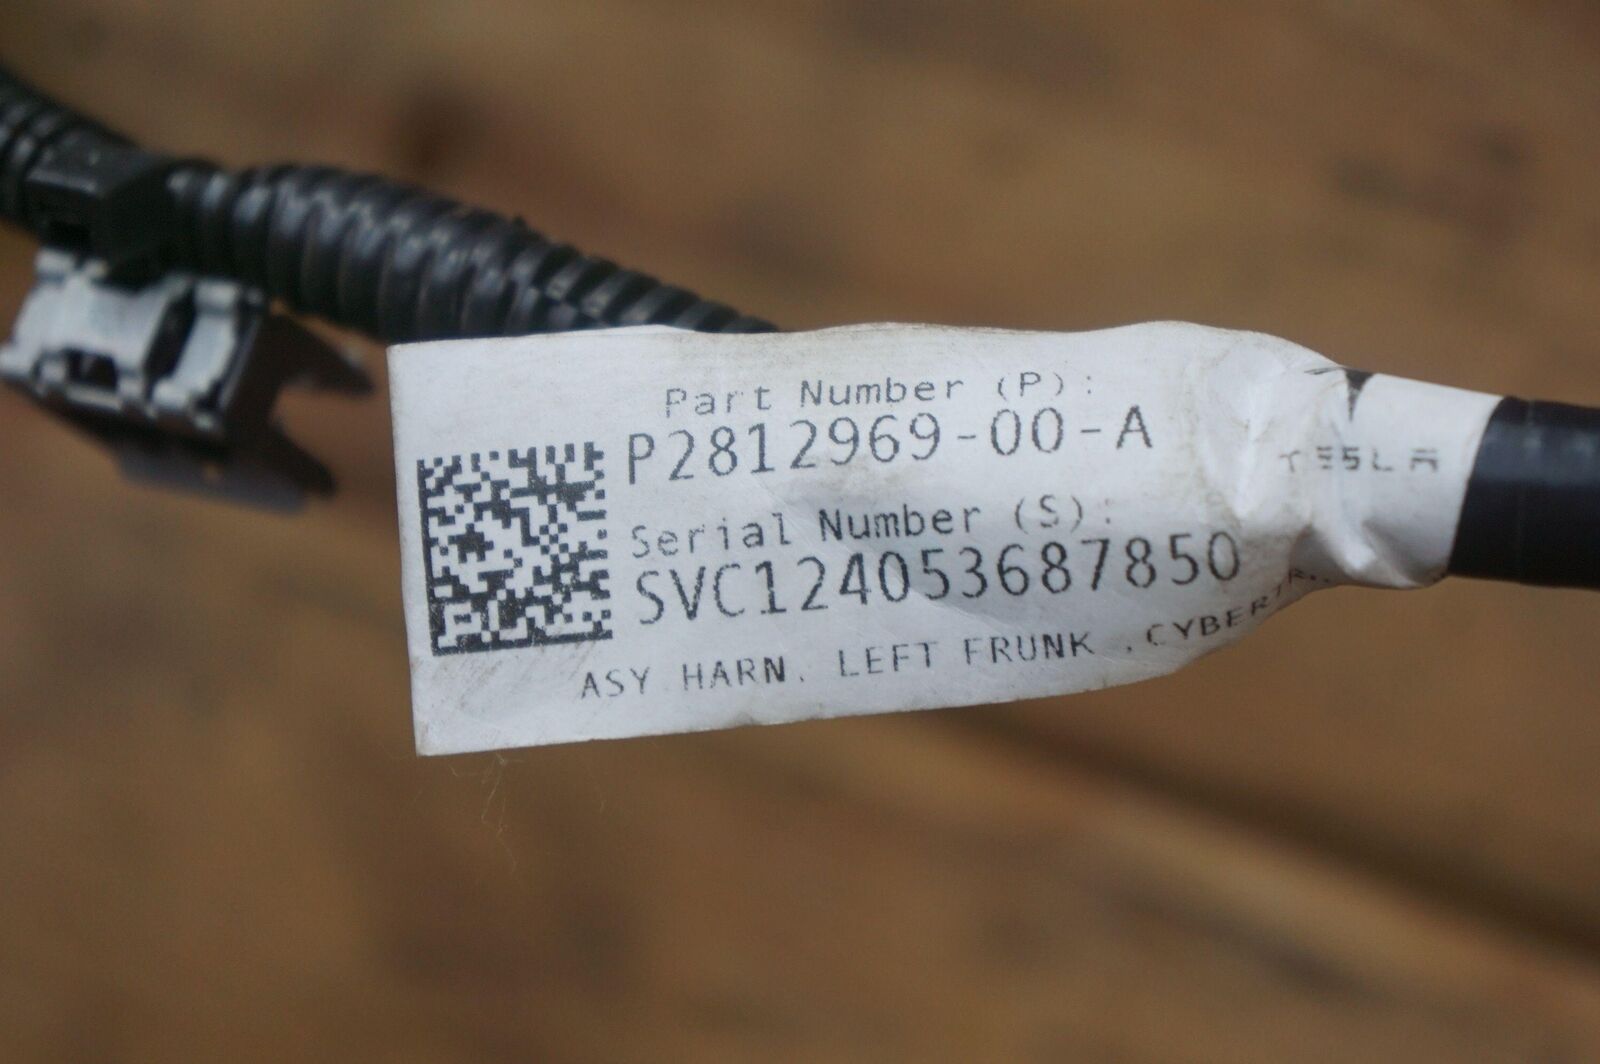 Part Number (P):
P2812969-00-A
Serial Number (S):
SVC124053687850
ASY HARN. LEFT FRUNK
TESLA